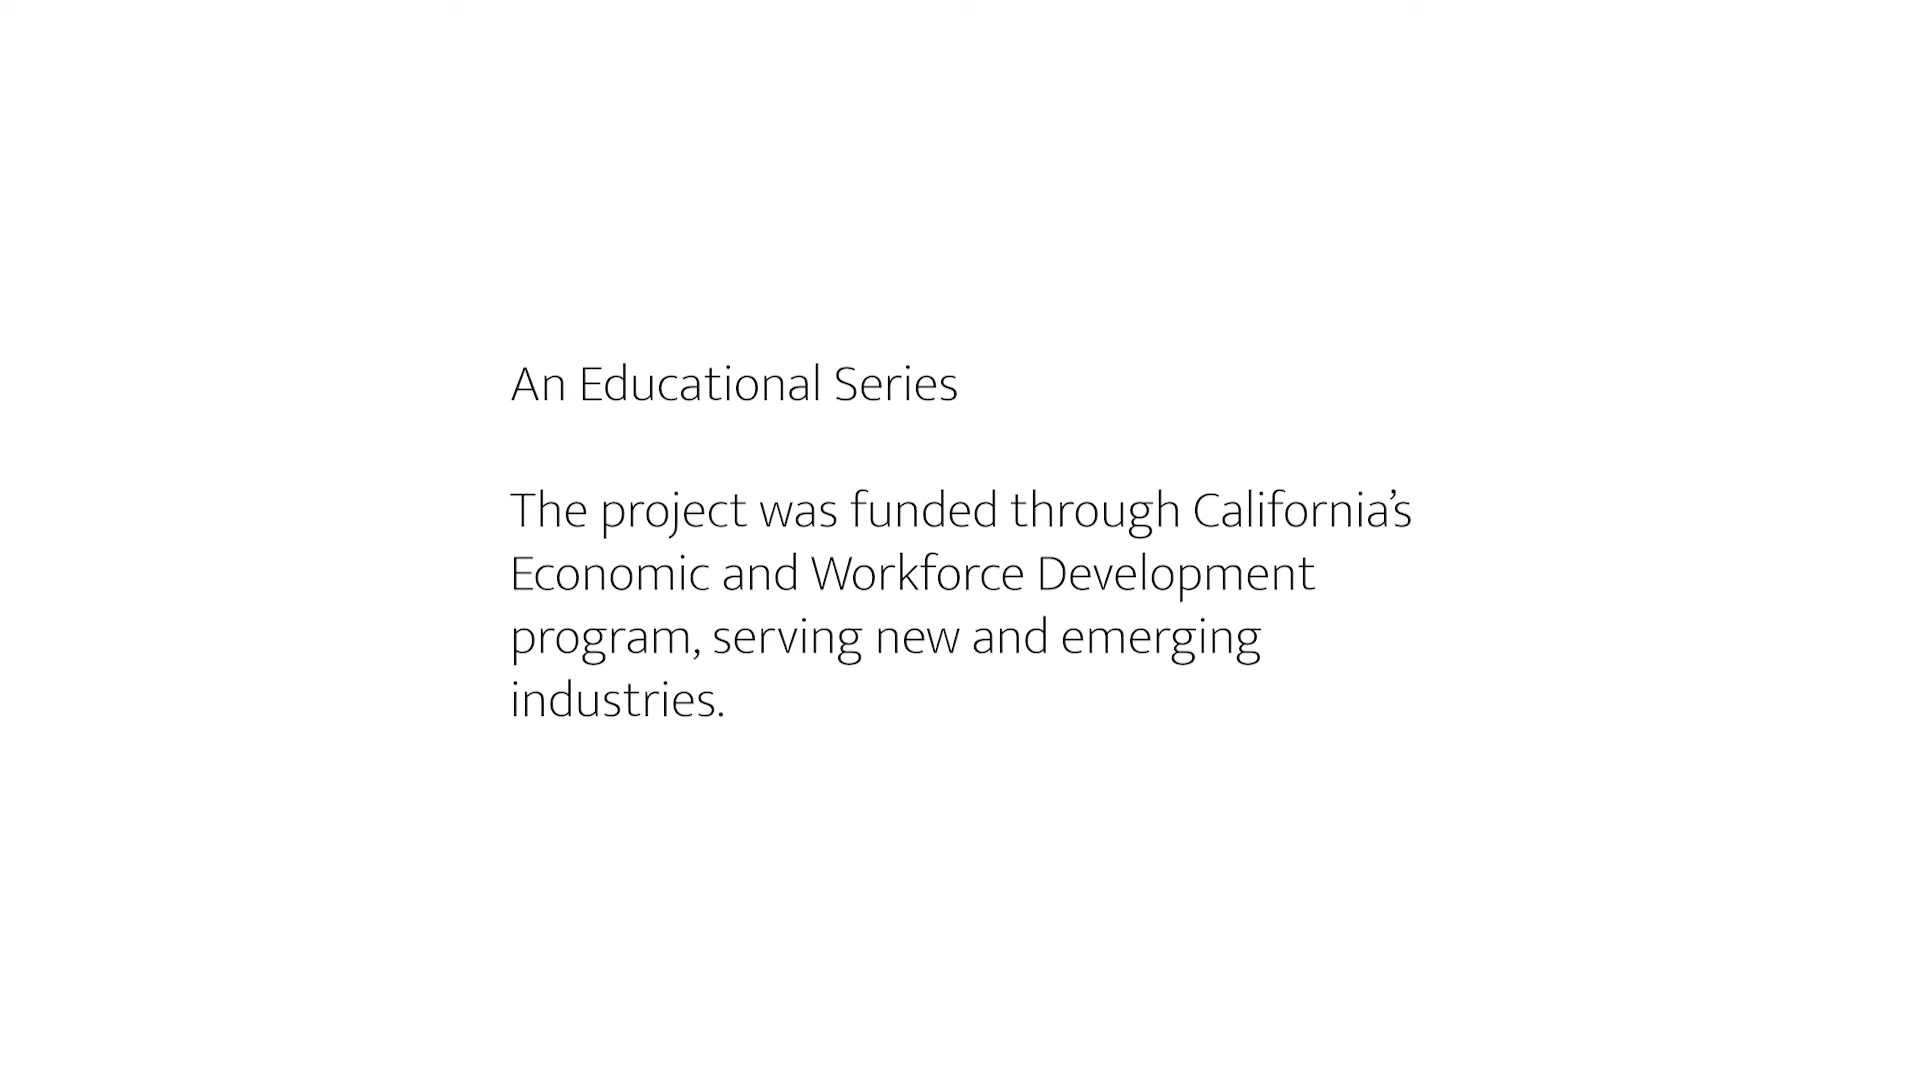 An Educational Series
The project was funded through California’s
Economic and Workforce Development
program, serving new and emerging
industries.